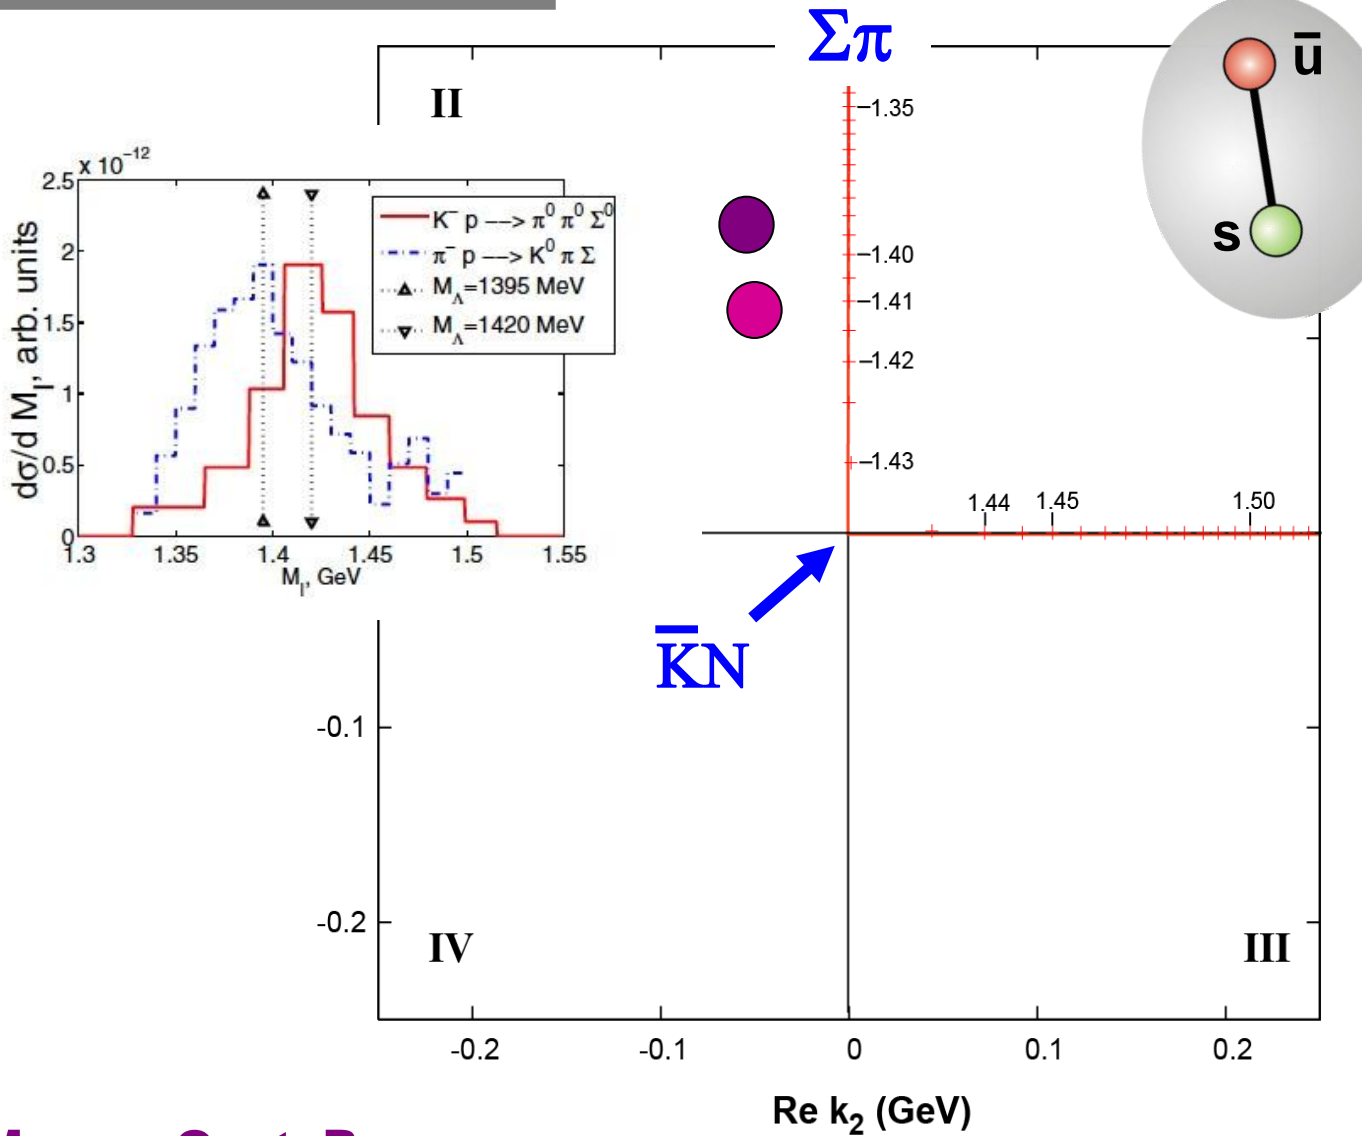 Σπ
ū
II
−1.35
x 10⁻¹²
2.5
s
K⁻ p −−> π⁰ π⁰ Σ⁰
2
π⁻ p −−> K⁰ π Σ
−1.40
M_Λ=1395 MeV
−1.41
1.5
M_Λ=1420 MeV
−1.42
dσ/d M_I, arb. units
1
0.5
−1.43
1.44 1.45 1.50
0
1.3 1.35 1.4 1.45 1.5 1.55
M_I, GeV
K̅N
-0.1
-0.2
IV
III
-0.2 -0.1 0 0.1 0.2
Re k₂ (GeV)